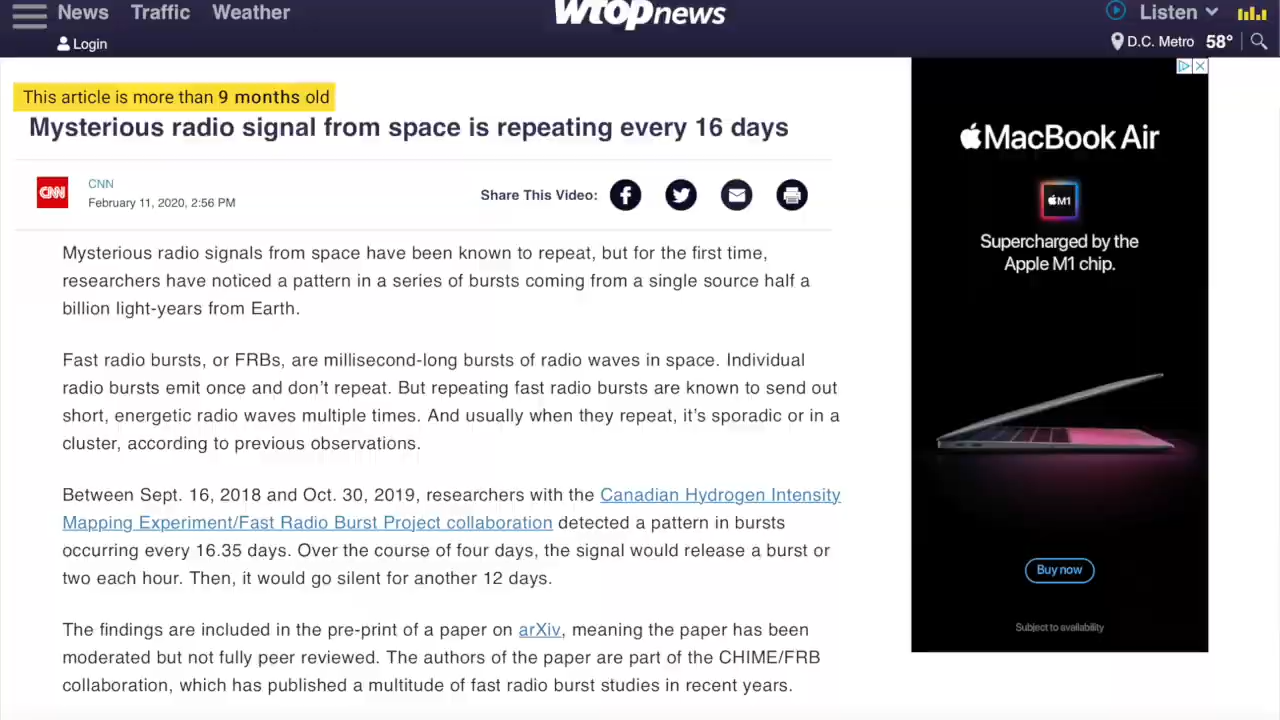 News Traffic Weather
wtop news
Listen
Login
D.C. Metro 58°
This article is more than 9 months old
Mysterious radio signal from space is repeating every 16 days
CNN
CNN
February 11, 2020, 2:56 PM
Share This Video:
Mysterious radio signals from space have been known to repeat, but for the first time,
researchers have noticed a pattern in a series of bursts coming from a single source half a
billion light-years from Earth.
Fast radio bursts, or FRBs, are millisecond-long bursts of radio waves in space. Individual
radio bursts emit once and don’t repeat. But repeating fast radio bursts are known to send out
short, energetic radio waves multiple times. And usually when they repeat, it’s sporadic or in a
cluster, according to previous observations.
Between Sept. 16, 2018 and Oct. 30, 2019, researchers with the Canadian Hydrogen Intensity
Mapping Experiment/Fast Radio Burst Project collaboration detected a pattern in bursts
occurring every 16.35 days. Over the course of four days, the signal would release a burst or
two each hour. Then, it would go silent for another 12 days.
The findings are included in the pre-print of a paper on arXiv, meaning the paper has been
moderated but not fully peer reviewed. The authors of the paper are part of the CHIME/FRB
collaboration, which has published a multitude of fast radio burst studies in recent years.
MacBook Air
M1
Supercharged by the
Apple M1 chip.
Buy now
Subject to availability